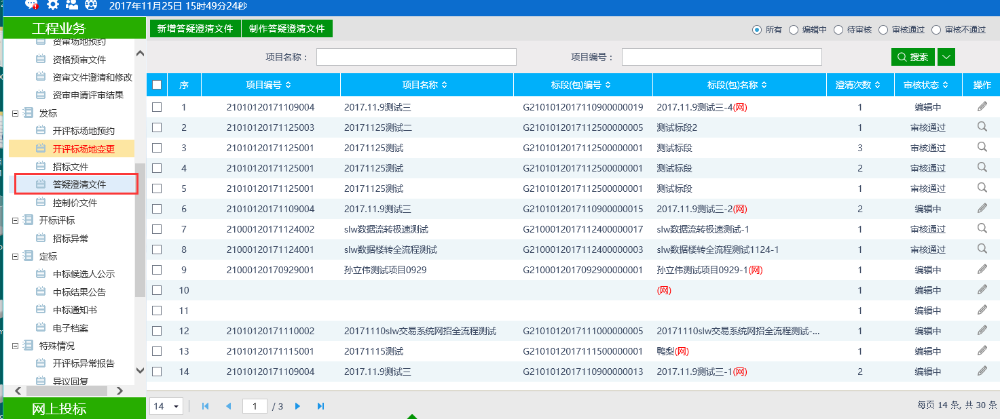 2017年11月25日 15时49分24秒
工程业务
资审场地预约
资格预审文件
资审文件澄清和修改
资审申请评审结果
发标
开评标场地预约
开评标场地变更
招标文件
答疑澄清文件
控制价文件
开标评标
招标异常
定标
中标候选人公示
中标结果公告
中标通知书
电子档案
特殊情况
开评标异常报告
异议回复
网上投标
新增答疑澄清文件 制作答疑澄清文件 所有 编辑中 待审核 审核通过 审核不通过
项目名称： 项目编号： 搜索
序 项目编号 项目名称 标段(包)编号 标段(包)名称 澄清次数 审核状态 操作
1 21010120171109004 2017.11.9测试三 G2101012017110900000019 2017.11.9测试三-4(网) 1 编辑中
2 21010120171125003 20171125测试二 G2101012017112500000005 测试标段2 1 审核通过
3 21010120171125001 20171125测试 G2101012017112500000001 测试标段 3 审核通过
4 21010120171125001 20171125测试 G2101012017112500000001 测试标段 2 审核通过
5 21010120171125001 20171125测试 G2101012017112500000001 测试标段 1 审核通过
6 21010120171109004 2017.11.9测试三 G2101012017110900000015 2017.11.9测试三-2(网) 2 编辑中
7 21000120171124002 slw数据流转极速测试 G2100012017112400000017 slw数据流转极速测试-1 1 审核通过
8 21000120171124001 slw数据楼转全流程测试 G2100012017112400000003 slw数据楼转全流程测试1124-1 1 审核通过
9 21000120170929001 孙立伟测试项目0929 G2100012017092900000001 孙立伟测试项目0929-1(网) 1 编辑中
10 (网) 1 编辑中
11 1 编辑中
12 21010120171110002 20171110slw交易系统网招全流程测试 G2101012017111000000005 20171110slw交易系统网招全流程测试-... 1 编辑中
13 21010120171115001 20171115测试 G2101012017111500000001 鸭梨(网) 1 编辑中
14 21010120171109004 2017.11.9测试三 G2101012017110900000013 2017.11.9测试三-1(网) 2 编辑中
14 1 / 3 每页 14 条, 共 30 条